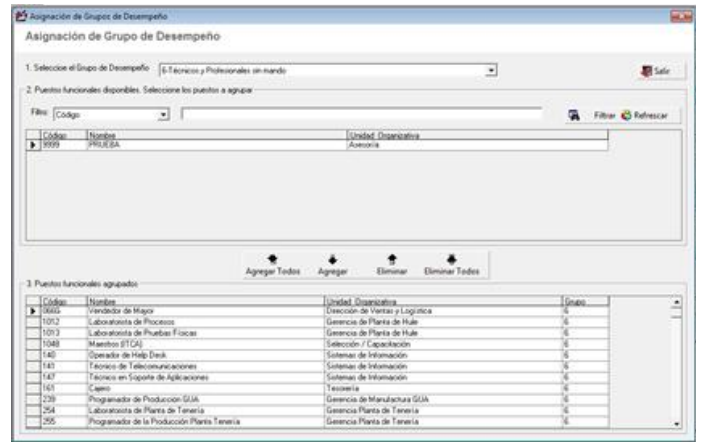 Asignación de Grupos de Desempeño
Asignación de Grupo de Desempeño
1. Seleccione el Grupo de Desempeño 6-Técnicos y Profesionales sin mando Salir
2. Puestos funcionales disponibles. Seleccione los puestos a agrupar
Filtro: Código Filtrar Refrescar
Código Nombre Unidad Organizativa
9999 PRUEBA Asesoría
Agregar Todos Agregar Eliminar Eliminar Todos
3. Puestos funcionales agrupados
Código Nombre Unidad Organizativa Grupo
Vendedor de Mayor Dirección de Ventas y Logística 6
1012 Laboratorista de Procesos Gerencia de Planta de Hule 6
1013 Laboratorista de Pruebas Físicas Gerencia de Planta de Hule 6
1048 Maestros (ITCA) Selección / Capacitación 6
140 Operador de Help Desk Sistemas de Información 6
141 Técnico de Telecomunicaciones Sistemas de Información 6
147 Técnico en Soporte de Aplicaciones Sistemas de Información 6
161 Cajero Tesorería 6
239 Programador de Producción GUA Gerencia de Manufactura GUA 6
254 Laboratorista de Planta de Tenería Gerencia Planta de Tenería 6
255 Programador de la Producción Planta Tenería Gerencia Planta de Tenería 6